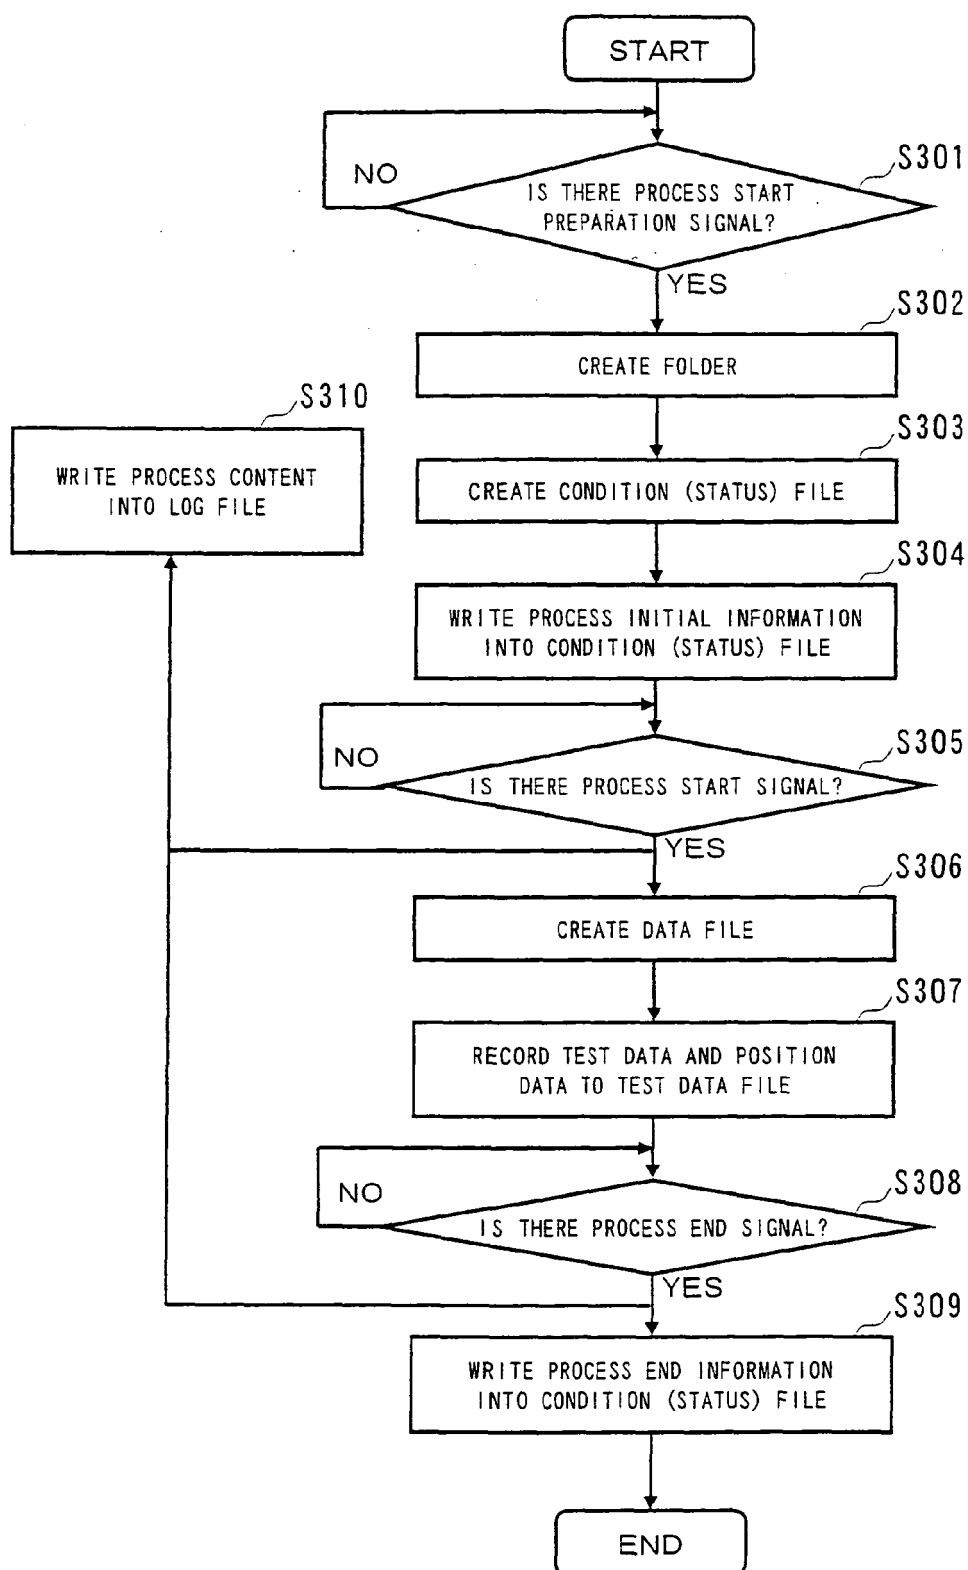 START
S301
NO
IS THERE PROCESS START
PREPARATION SIGNAL?
YES
S302
CREATE FOLDER
S310
WRITE PROCESS CONTENT
INTO LOG FILE
S303
CREATE CONDITION (STATUS) FILE
S304
WRITE PROCESS INITIAL INFORMATION
INTO CONDITION (STATUS) FILE
S305
NO
IS THERE PROCESS START SIGNAL?
YES
S306
CREATE DATA FILE
S307
RECORD TEST DATA AND POSITION
DATA TO TEST DATA FILE
S308
NO
IS THERE PROCESS END SIGNAL?
YES
S309
WRITE PROCESS END INFORMATION
INTO CONDITION (STATUS) FILE
END